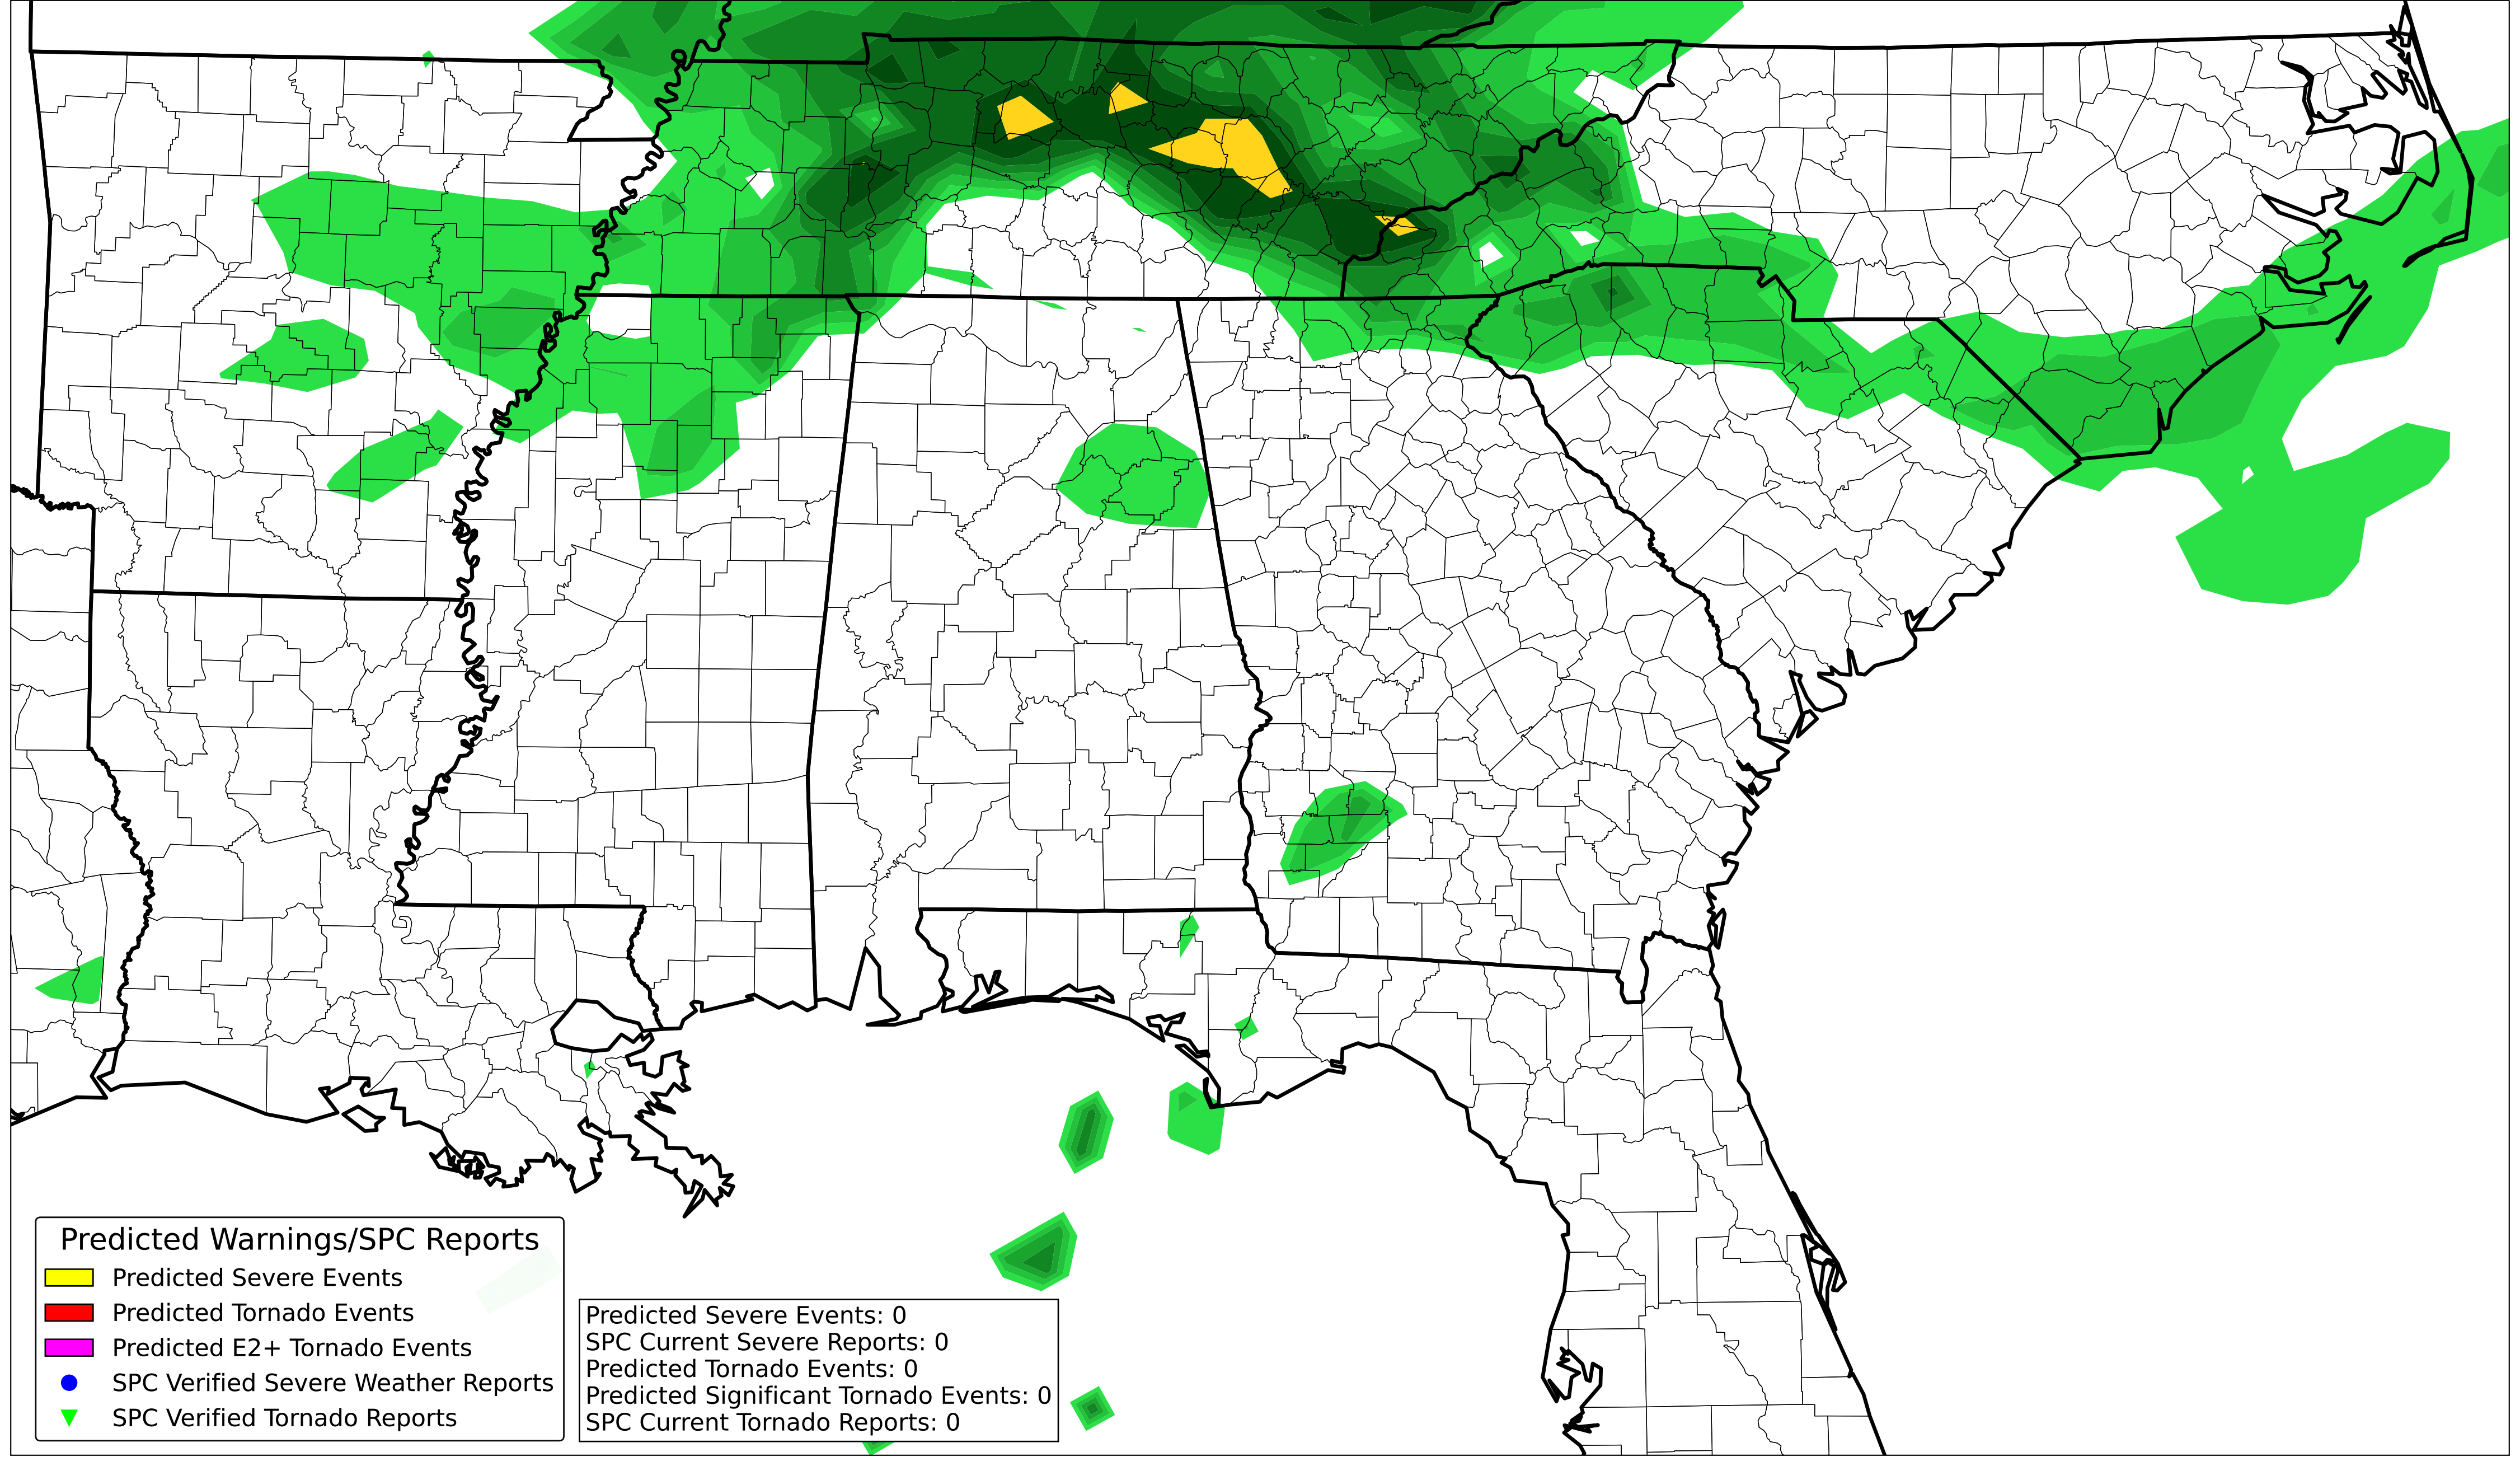 Predicted Warnings/SPC Reports
Predicted Severe Events
Predicted Tornado Events
Predicted E2+ Tornado Events
SPC Verified Severe Weather Reports
SPC Verified Tornado Reports
Predicted Severe Events: 0
SPC Current Severe Reports: 0
Predicted Tornado Events: 0
Predicted Significant Tornado Events: 0
SPC Current Tornado Reports: 0